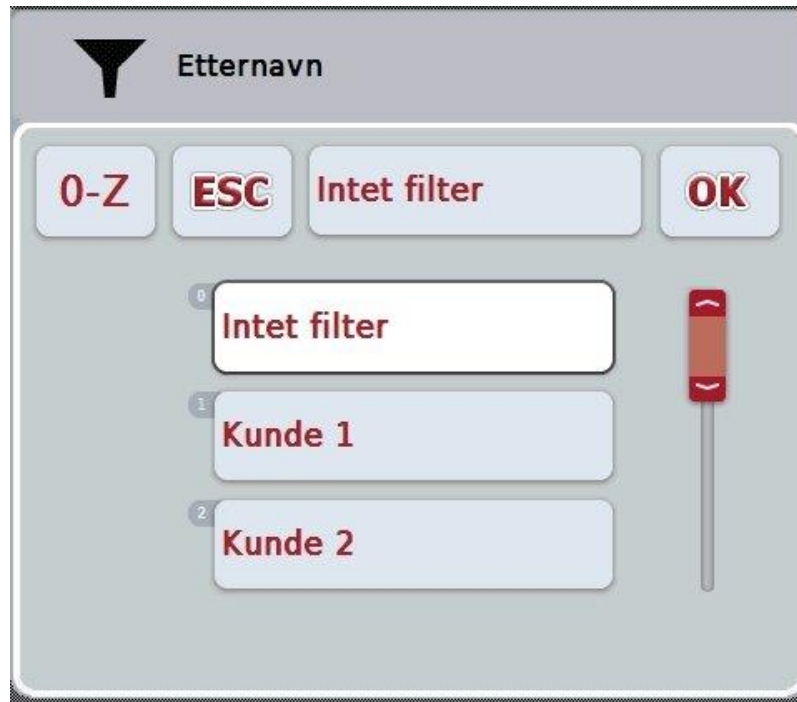 Etternavn
0-Z ESC Intet filter OK
0
Intet filter
1
Kunde 1
2
Kunde 2